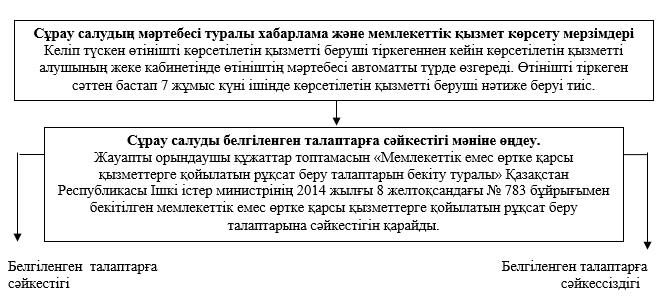 Сұрау салудың мәртебесі туралы хабарлама және мемлекеттік қызмет көрсету мерзімдері
Келіп түскен өтінішті көрсетілетін қызметті беруші тіркегеннен кейін көрсетілетін қызметті
алушының жеке кабинетінде өтініштің мәртебесі автоматты түрде өзгереді. Өтінішті тіркеген
сәттен бастап 7 жұмыс күні ішінде көрсетілетін қызметті беруші нәтиже беруі тиіс.
Сұрау салуды белгіленген талаптарға сәйкестігі мәніне өңдеу.
Жауапты орындаушы құжаттар топтамасын «Мемлекеттік емес өртке қарсы
қызметтерге қойылатын рұқсат беру талаптарын бекіту туралы» Қазақстан
Республикасы Ішкі істер министрінің 2014 жылғы 8 желтоқсандағы № 783 бұйрығымен
бекітілген мемлекеттік емес өртке қарсы қызметтерге қойылатын рұқсат беру
талаптарына сәйкестігін қарайды.
Белгіленген талаптарға
сәйкестігі
Белгіленген талаптарға
сәйкессіздігі